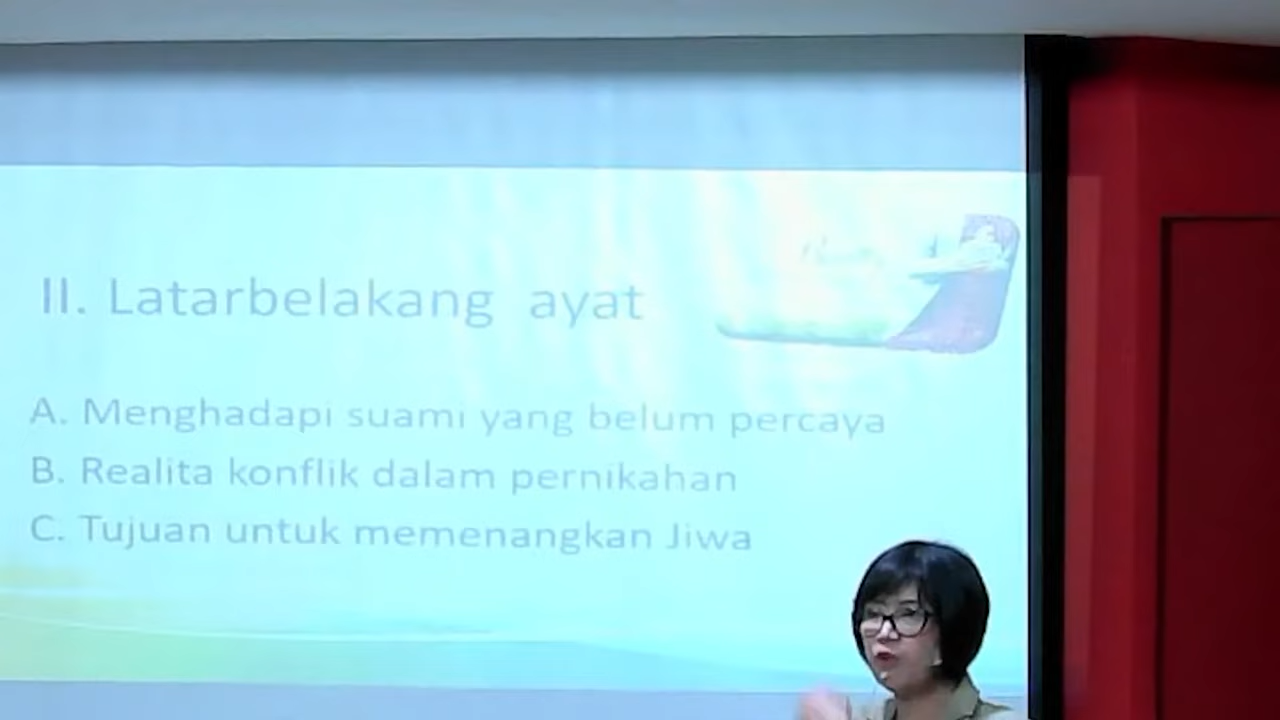 II. Latarbelakang ayat
A. Menghadapi suami yang belum percaya
B. Realita konflik dalam pernikahan
C. Tujuan untuk memenangkan Jiwa